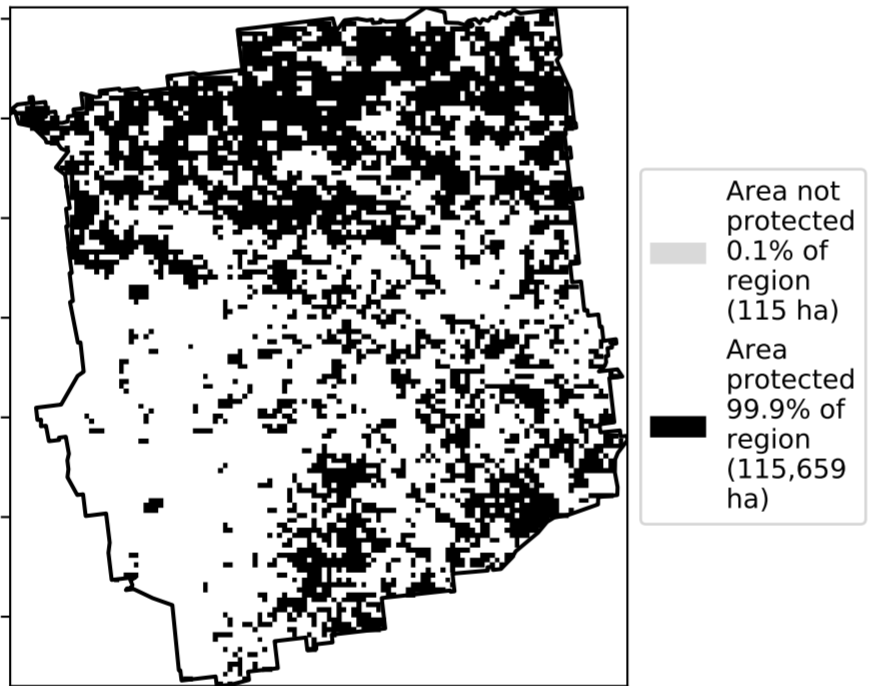 Area not
protected
0.1% of
region
(115 ha)
Area
protected
99.9% of
region
(115,659
ha)